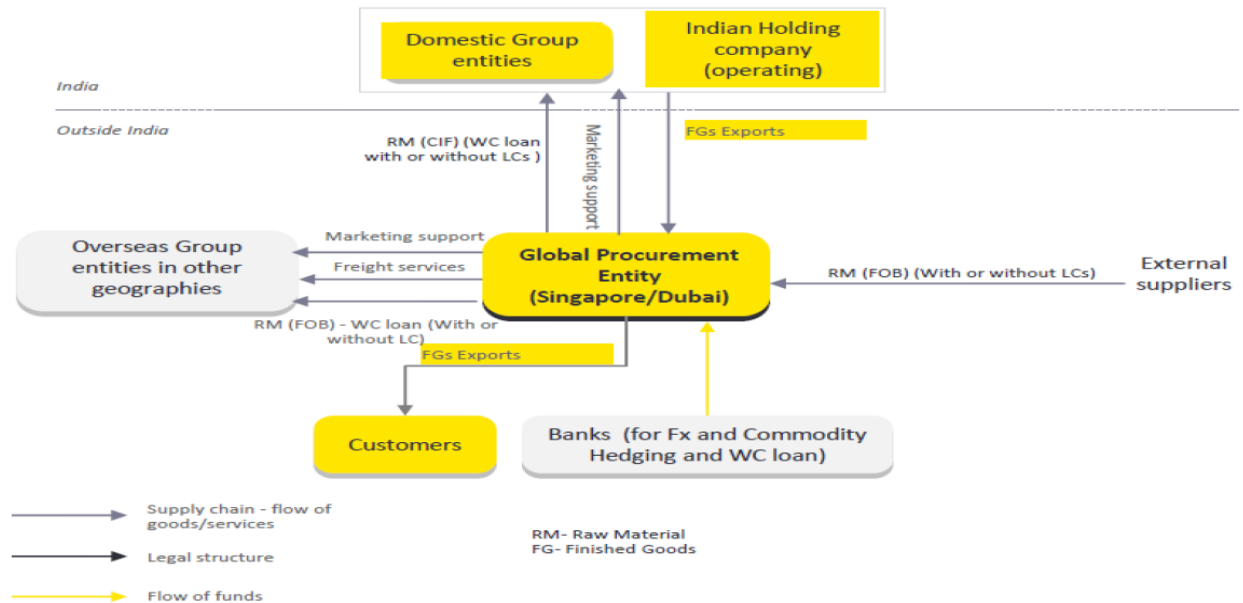 Domestic Group
entities
Indian Holding
company
(operating)
India
Outside India
RM (CIF) (WC loan
with or without LCs )
Marketing support
FGs Exports
Overseas Group
entities in other
geographies
Marketing support
Freight services
RM (FOB) - WC loan (With or
without LC)
Global Procurement
Entity
(Singapore/Dubai)
RM (FOB) (With or without LCs)
External
suppliers
FGs Exports
Customers
Banks (for Fx and Commodity
Hedging and WC loan)
Supply chain - flow of
goods/services
Legal structure
Flow of funds
RM- Raw Material
FG- Finished Goods